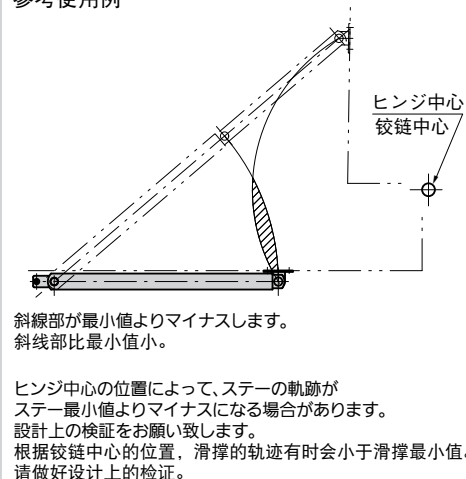 参考使用例
ヒンジ中心
铰链中心
斜線部が最小値よりマイナスします。
斜线部比最小值小。
ヒンジ中心の位置によって、ステーの軌跡が
ステー最小値よりマイナスになる場合があります。
設計上の検証をお願い致します。
根据铰链中心的位置，滑撑的轨迹有时会小于滑撑最小值。
请做好设计上的检证。